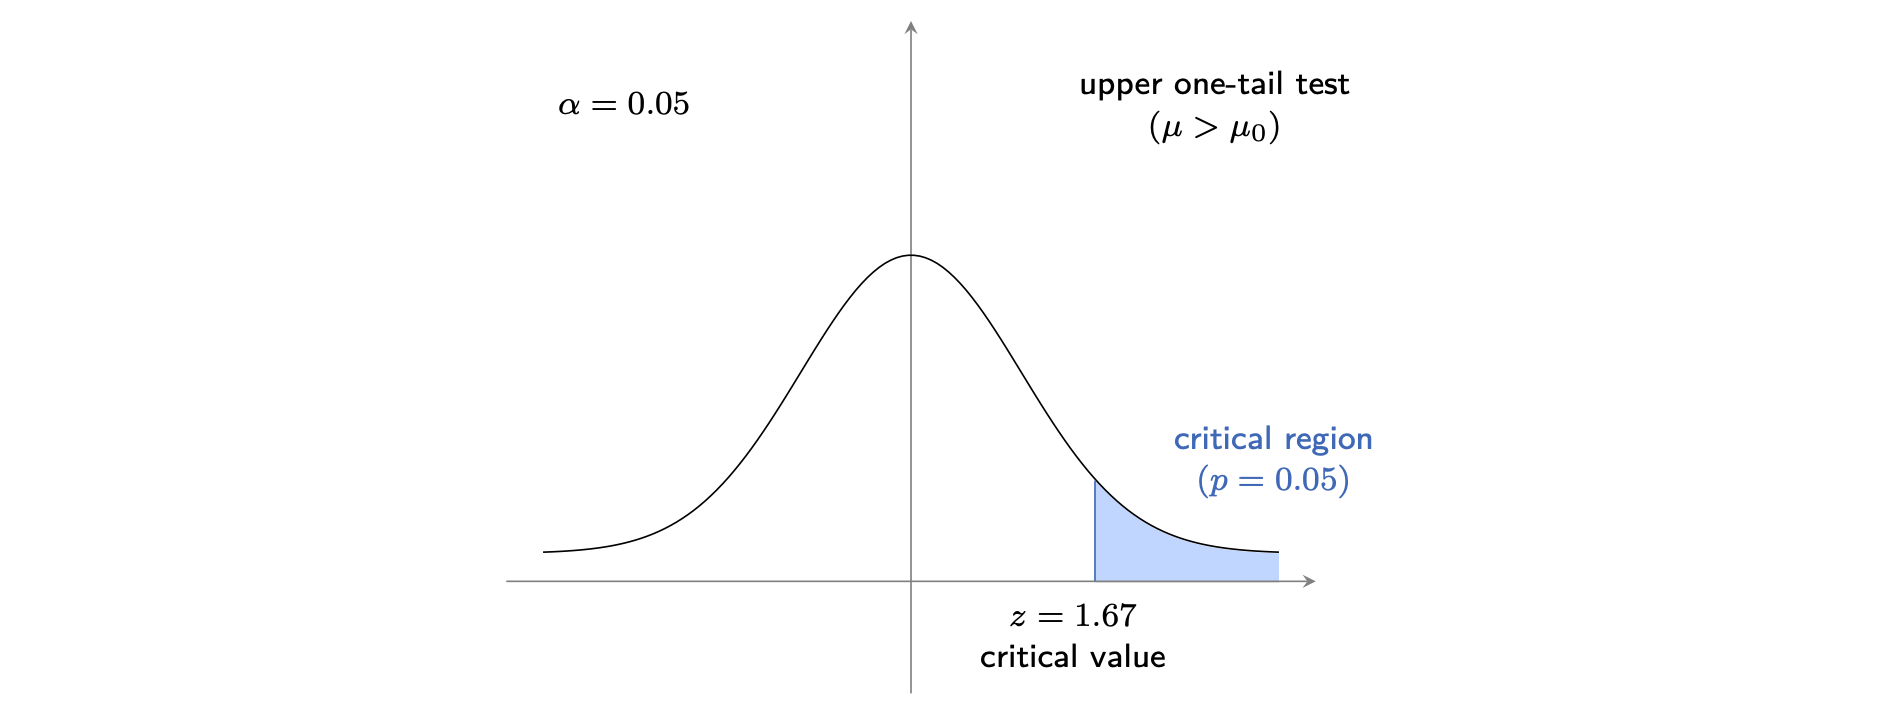 α = 0.05
upper one-tail test
(μ > μ₀)
critical region
(p = 0.05)
z = 1.67
critical value